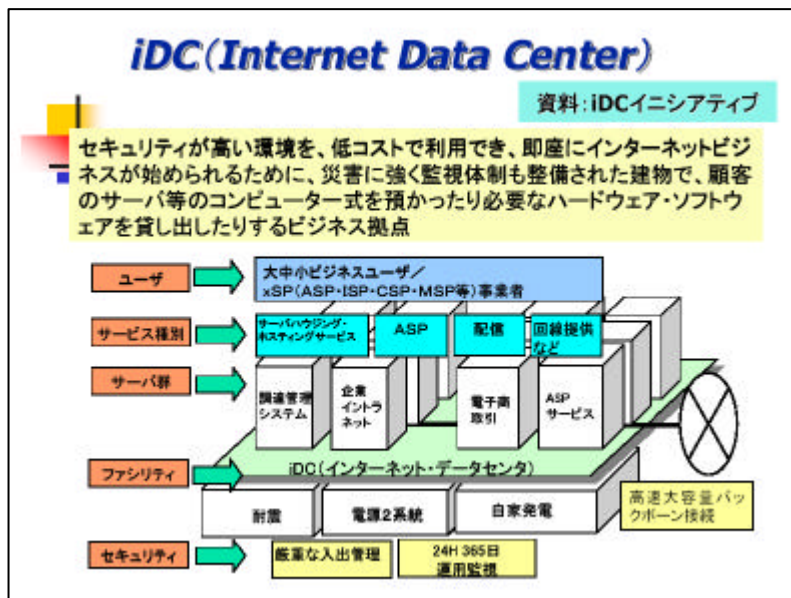 iDC(Internet Data Center)
資料:iDCイニシアティブ
セキュリティが高い環境を、低コストで利用でき、即座にインターネットビジ
ネスが始められるために、災害に強く監視体制も整備された建物で、顧客
のサーバ等のコンピューター式を預かったり必要なハードウェア・ソフトウ
ェアを貸し出したりするビジネス拠点
ユーザ
大中小ビジネスユーザ/
xSP(ASP・ISP・CSP・MSP等)事業者
サービス種別
サーバハウジング・
ホスティングサービス
ASP
配信
回線提供
など
サーバ群
調達管理
システム
企業
イントラ
ネット
電子商
取引
ASP
サービス
ファシリティ
iDC(インターネット・データセンタ)
耐震
電源2系統
自家発電
高速大容量バッ
クボーン接続
セキュリティ
厳重な入出管理
24H 365日
運用監視